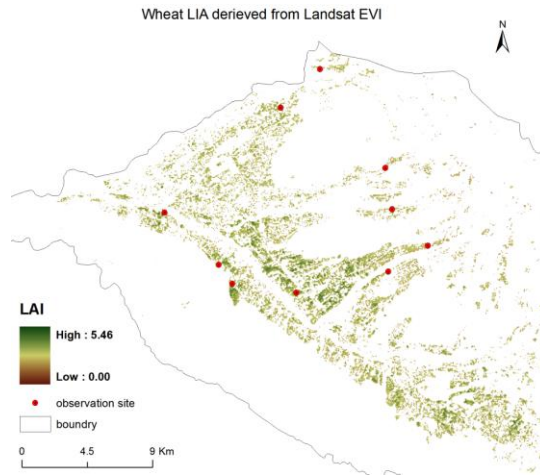 Wheat LIA derieved from Landsat EVI
N
LAI
High : 5.46
Low : 0.00
observation site
boundry
0 4.5 9 Km